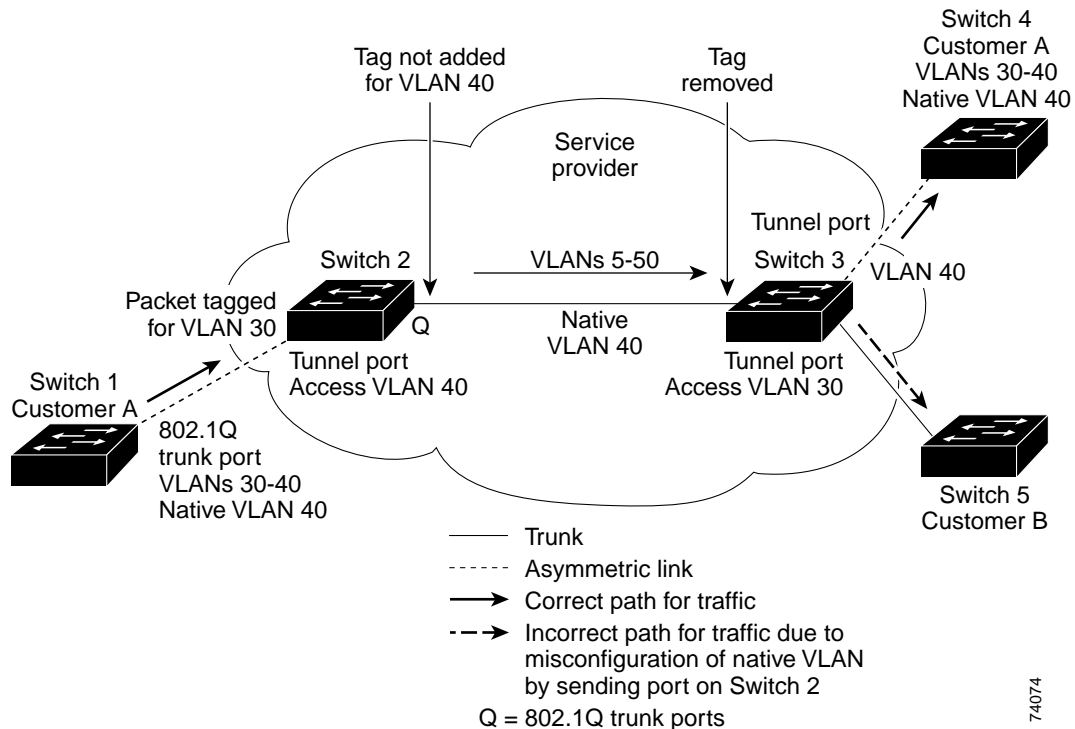 Switch 4
Customer A
VLANs 30-40
Native VLAN 40
Tag not added
for VLAN 40
Tag
removed
Service
provider
Tunnel port
Switch 2
VLANs 5-50
Switch 3
VLAN 40
Packet tagged
for VLAN 30
Q
Native
VLAN 40
Tunnel port
Access VLAN 40
Tunnel port
Access VLAN 30
Switch 1
Customer A
802.1Q
trunk port
VLANs 30-40
Native VLAN 40
Switch 5
Customer B
Trunk
Asymmetric link
Correct path for traffic
Incorrect path for traffic due to
misconfiguration of native VLAN
by sending port on Switch 2
Q = 802.1Q trunk ports
74074